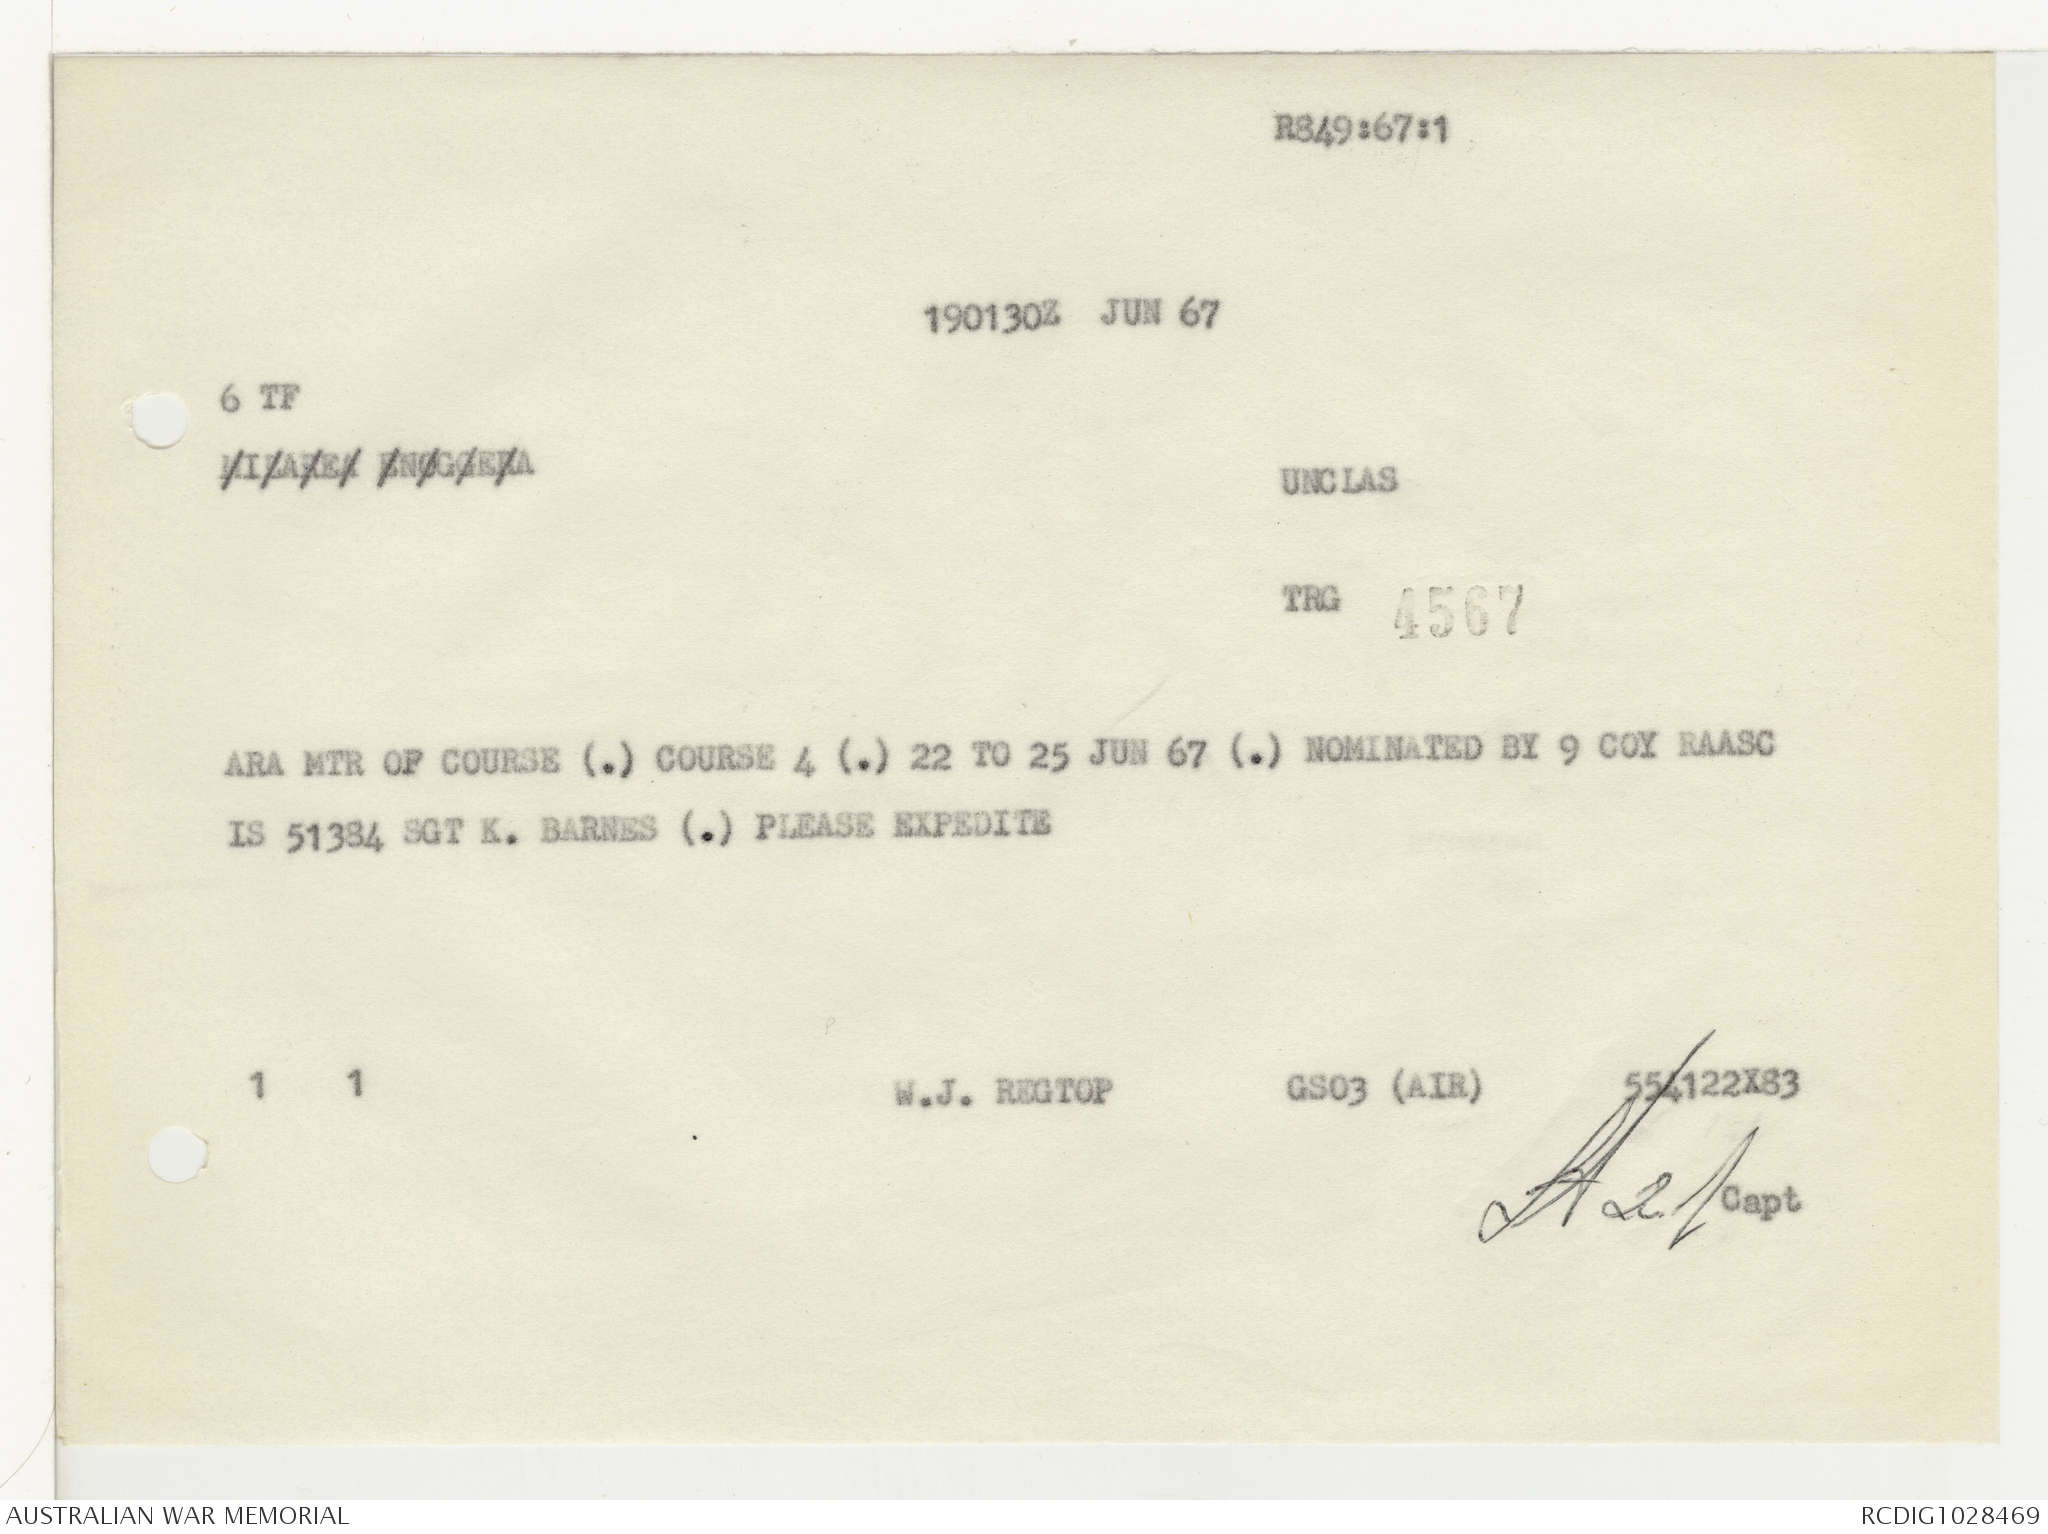 R849:67:1
190130Z JUN 67
6 TF
ENOGGERA
UNCLAS
TRG 4567
ARA MTR OF COURSE (.) COURSE 4 (.) 22 TO 25 JUN 67 (.) NOMINATED BY 9 COY RAASC
IS 51384 SGT K. BARNES (.) PLEASE EXPEDITE
1 1 W.J. REGTOP GSO3 (AIR) 554122X83
Capt
AUSTRALIAN WAR MEMORIAL RCDIG1028469